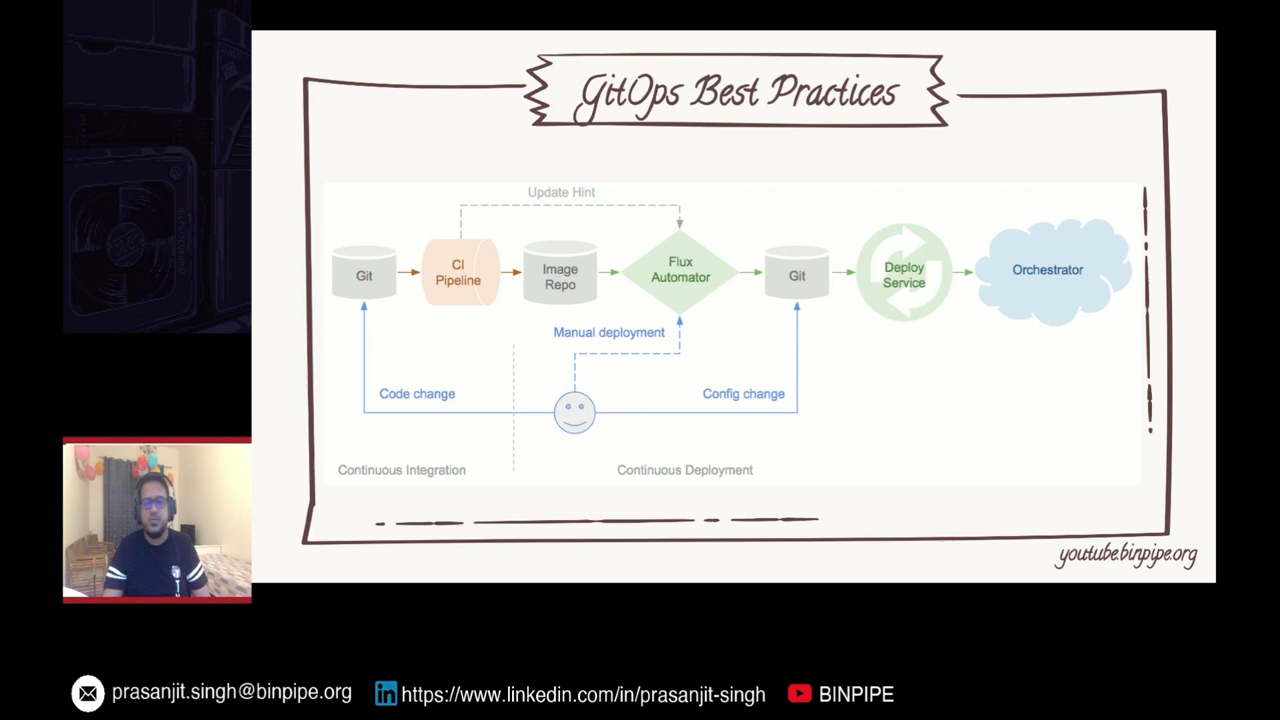 GitOps Best Practices
Update Hint
Git
CI
Pipeline
Image
Repo
Flux
Automator
Git
Deploy
Service
Orchestrator
Manual deployment
Code change
Config change
Continuous Integration
Continuous Deployment
youtube.binpipe.org
prasanjit.singh@binpipe.org
in
https://www.linkedin.com/in/prasanjit-singh
BINPIPE